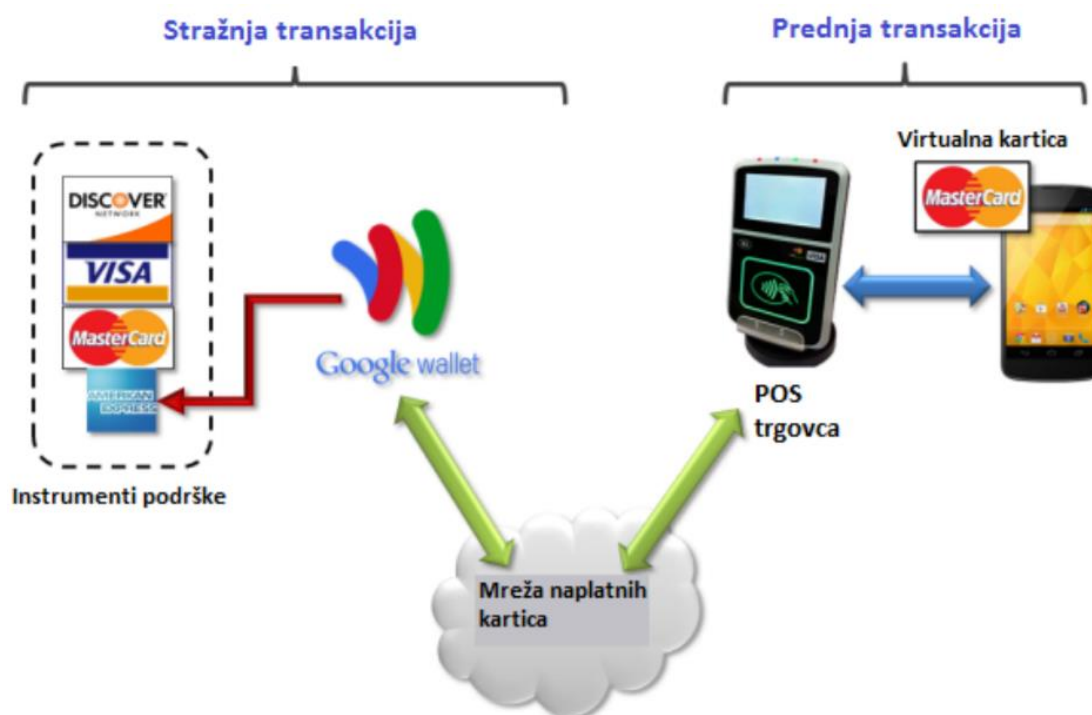 Stražnja transakcija
Prednja transakcija
DISCOVER
NETWORK
VISA
MasterCard
AMERICAN
EXPRESS
Instrumenti podrške
Google wallet
Virtualna kartica
MasterCard
VISA
POS
trgovca
Mreža naplatnih
kartica